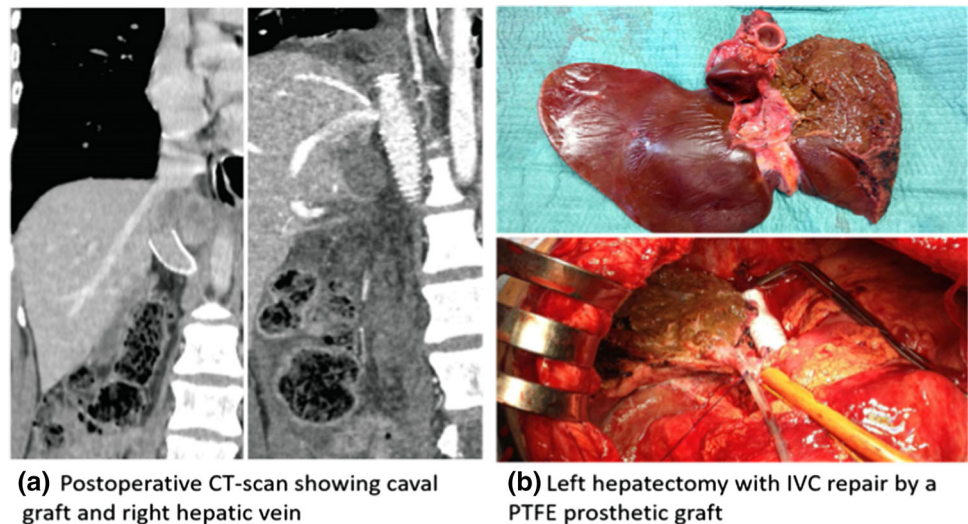 (a) Postoperative CT-scan showing caval
graft and right hepatic vein
(b) Left hepatectomy with IVC repair by a
PTFE prosthetic graft